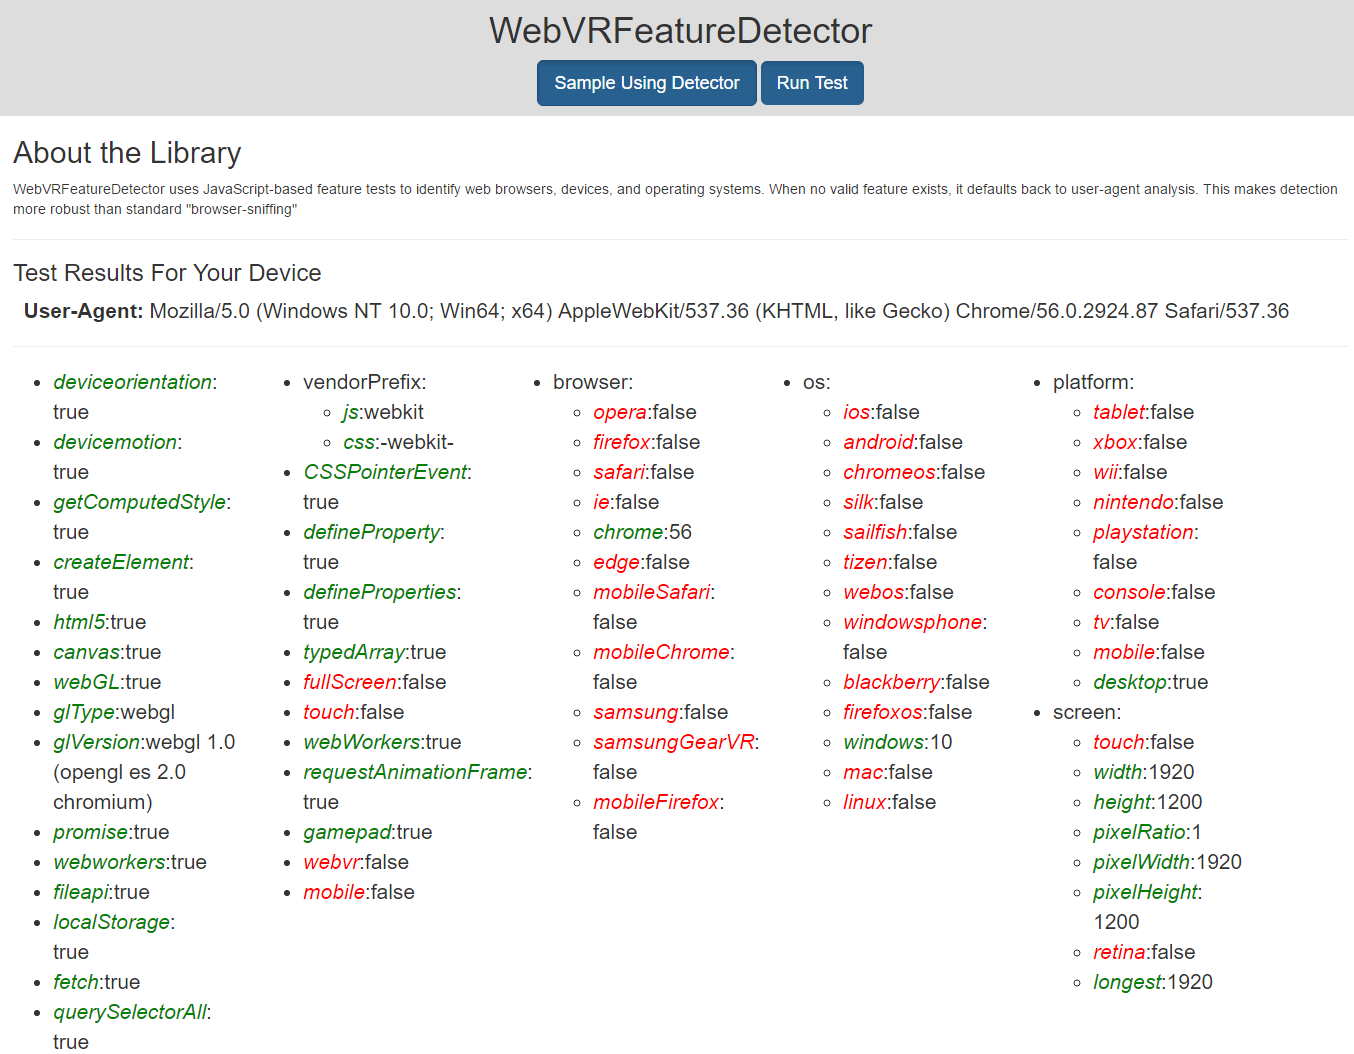 WebVRFeatureDetector
Sample Using Detector
Run Test
About the Library
WebVRFeatureDetector uses JavaScript-based feature tests to identify web browsers, devices, and operating systems. When no valid feature exists, it defaults back to user-agent analysis. This makes detection
more robust than standard "browser-sniffing"
Test Results For Your Device
User-Agent: Mozilla/5.0 (Windows NT 10.0; Win64; x64) AppleWebKit/537.36 (KHTML, like Gecko) Chrome/56.0.2924.87 Safari/537.36
deviceorientation:
true
devicemotion:
true
getComputedStyle:
true
createElement:
true
html5:true
canvas:true
webGL:true
glType:webgl
glVersion:webgl 1.0
(opengl es 2.0
chromium)
promise:true
webworkers:true
fileapi:true
localStorage:
true
fetch:true
querySelectorAll:
true
vendorPrefix:
js:webkit
css:-webkit-
CSSPointerEvent:
true
defineProperty:
true
defineProperties:
true
typedArray:true
fullScreen:false
touch:false
webWorkers:true
requestAnimationFrame:
true
gamepad:true
webvr:false
mobile:false
browser:
opera:false
firefox:false
safari:false
ie:false
chrome:56
edge:false
mobileSafari:
false
mobileChrome:
false
samsung:false
samsungGearVR:
false
mobileFirefox:
false
os:
ios:false
android:false
chromeos:false
silk:false
sailfish:false
tizen:false
webos:false
windowsphone:
false
blackberry:false
firefoxos:false
windows:10
mac:false
linux:false
platform:
tablet:false
xbox:false
wii:false
nintendo:false
playstation:
false
console:false
tv:false
mobile:false
desktop:true
screen:
touch:false
width:1920
height:1200
pixelRatio:1
pixelWidth:1920
pixelHeight:
1200
retina:false
longest:1920